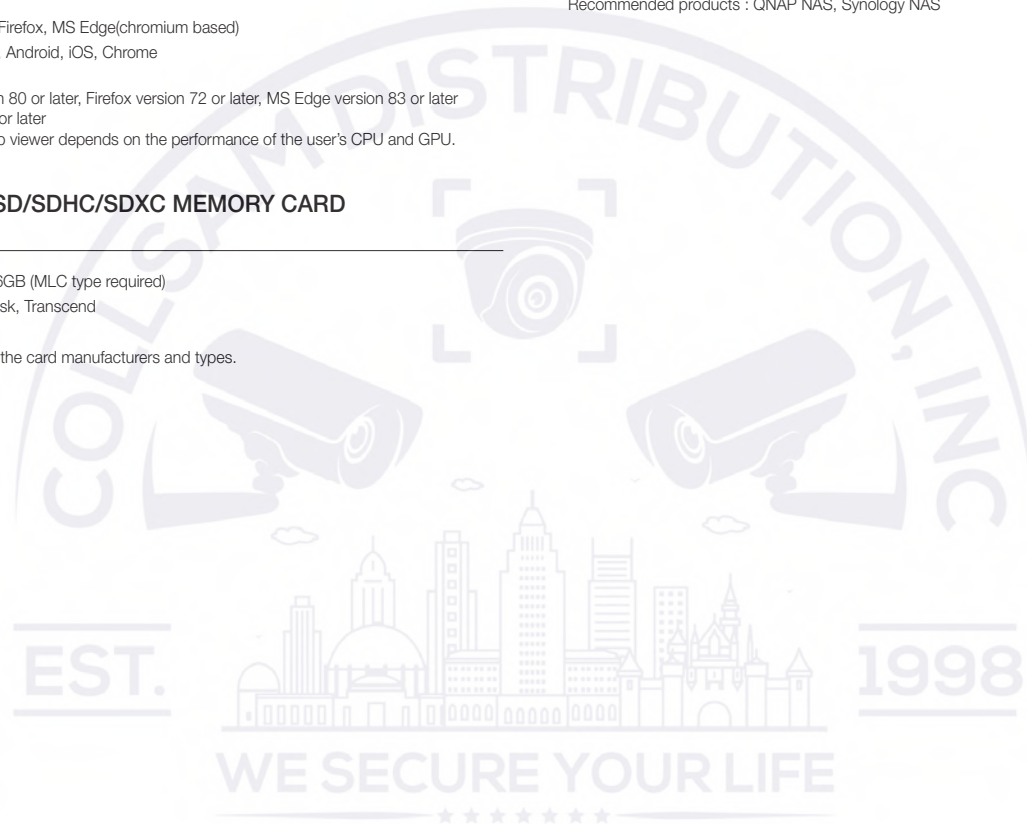 Firefox, MS Edge(chromium based)
, Android, iOS, Chrome
80 or later, Firefox version 72 or later, MS Edge version 83 or later
or later
viewer depends on the performance of the user's CPU and GPU.
SD/SDHC/SDXC MEMORY CARD
6GB (MLC type required)
sk, Transcend
the card manufacturers and types.
Recommended products : QNAP NAS, Synology NAS
COLLSAM DISTRIBUTION, INC
EST. 1998
WE SECURE YOUR LIFE